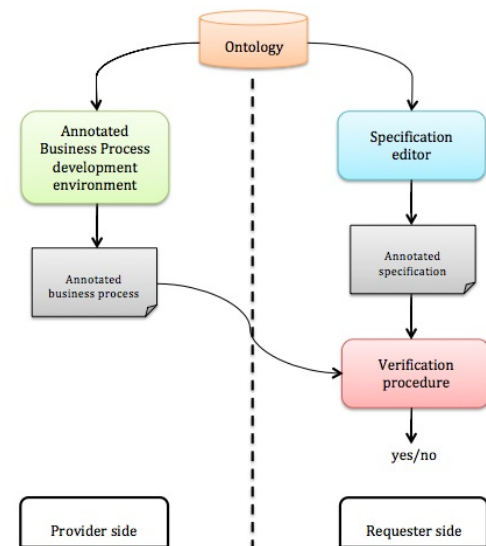 Ontology
Annotated
Business Process
development
environment
Specification
editor
Annotated
business process
Annotated
specification
Verification
procedure
yes/no
Provider side
Requester side